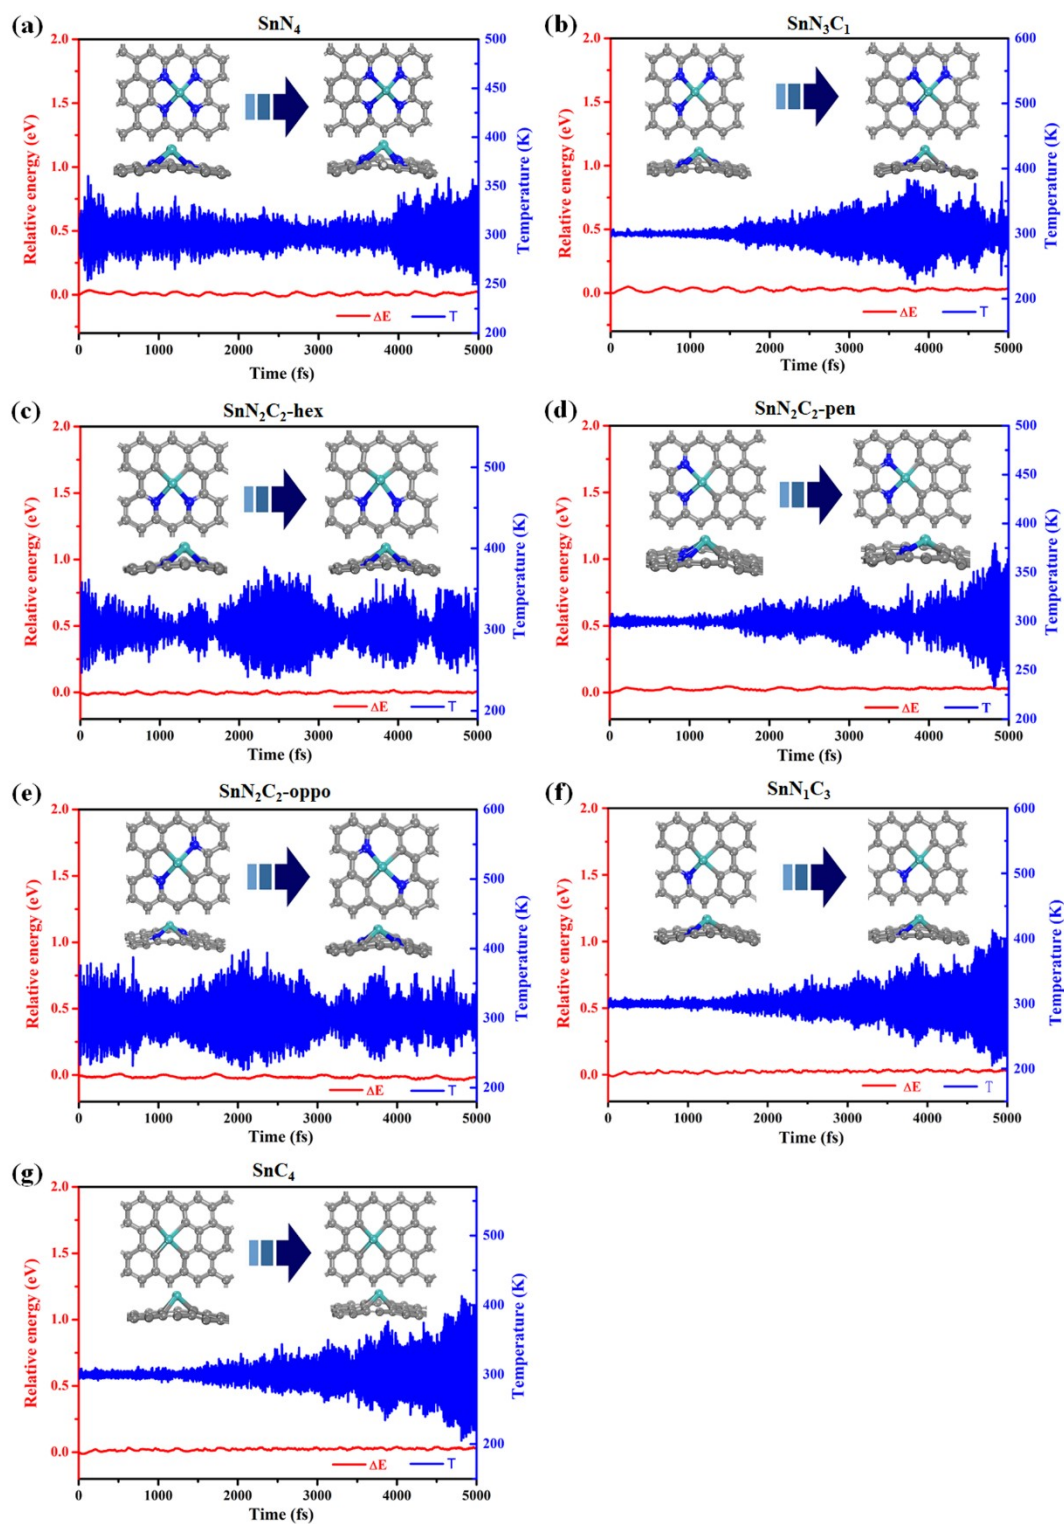 (a) SnN₄
2.0
1.5
1.0
0.5
0.0
Relative energy (eV)
500
450
400
350
300
250
200
Temperature (K)
ΔE T
0 1000 2000 3000 4000 5000
Time (fs)
(b) SnN₃C₁
2.0
1.5
1.0
0.5
0.0
Relative energy (eV)
600
500
400
300
200
Temperature (K)
ΔE T
0 1000 2000 3000 4000 5000
Time (fs)
(c) SnN₂C₂-hex
2.0
1.5
1.0
0.5
0.0
Relative energy (eV)
500
400
300
200
Temperature (K)
ΔE T
0 1000 2000 3000 4000 5000
Time (fs)
(d) SnN₂C₂-pen
2.0
1.5
1.0
0.5
0.0
Relative energy (eV)
500
450
400
350
300
250
200
Temperature (K)
ΔE T
0 1000 2000 3000 4000 5000
Time (fs)
(e) SnN₂C₂-oppo
2.0
1.5
1.0
0.5
0.0
Relative energy (eV)
600
500
400
300
200
Temperature (K)
ΔE T
0 1000 2000 3000 4000 5000
Time (fs)
(f) SnN₁C₃
2.0
1.5
1.0
0.5
0.0
Relative energy (eV)
600
500
400
300
200
Temperature (K)
ΔE T
0 1000 2000 3000 4000 5000
Time (fs)
(g) SnC₄
2.0
1.5
1.0
0.5
0.0
Relative energy (eV)
500
400
300
200
Temperature (K)
ΔE T
0 1000 2000 3000 4000 5000
Time (fs)